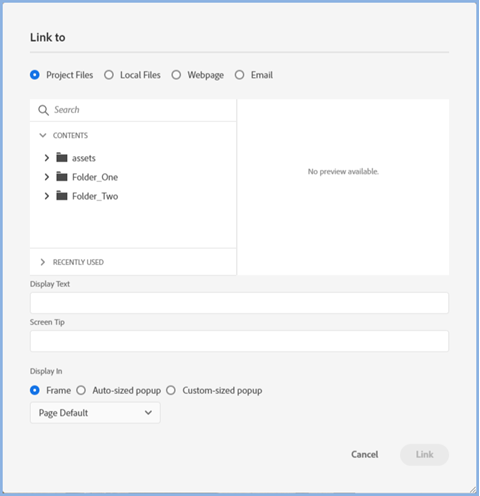 Link to
Project Files Local Files Webpage Email
Search
CONTENTS
assets
Folder_One
Folder_Two
No preview available.
RECENTLY USED
Display Text
Screen Tip
Display In
Frame Auto-sized popup Custom-sized popup
Page Default
Cancel Link